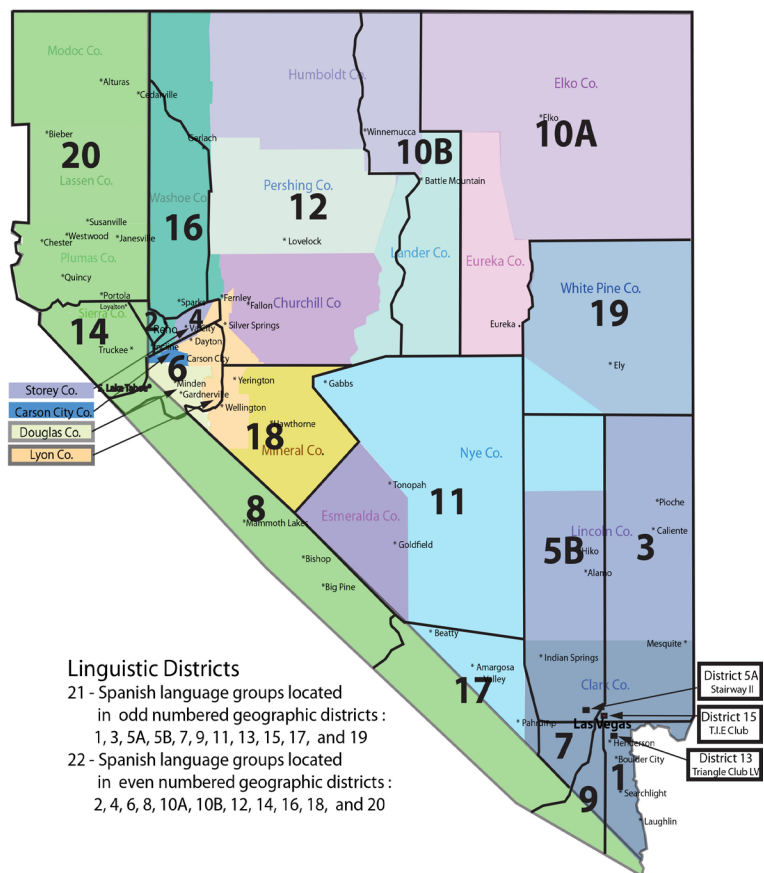 Modoc Co.
*Alturas
*Cedarville
Humboldt Co.
Elko Co.
*Elko
10A
*Bieber
20
Gerlach
*Winnemucca
10B
Lassen Co.
Washoe Co
16
Pershing Co.
12
* Battle Mountain
*Susanville
*Westwood
*Janesville
*Chester
Plumas Co.
*Quincy
* Lovelock
Lander Co.
Eureka Co.
White Pine Co.
19
*Portola
Loyalton*
Sierra Co.
14
Truckee *
*Sparks
*Fernley
*Fallon
Churchill Co
2
4
Reno
* Silver Springs
* Dayton
Carson City
6
Eureka *
* Ely
S. Lake Tahoe*
*Minden
*Gardnerville
* Yerington
* Wellington
* Gabbs
Storey Co.
Carson City Co.
Douglas Co.
Lyon Co.
*Hawthorne
18
Mineral Co.
Nye Co.
8
*Mammoth Lakes
* Tonopah
11
Esmeralda Co.
* Goldfield
*Pioche
Lincoln Co.
* Caliente
5B
*Hiko
3
*Alamo
* Bishop
* Big Pine
* Beatty
Mesquite *
* Indian Springs
* Amargosa
Valley
17
Clark Co.
District 5A
Stairway II
Las Vegas
* Pahrump
District 15
T.I.E Club
7
* Henderson
District 13
Triangle Club LV
*Boulder City
1
9
* Searchlight
* Laughlin
Linguistic Districts
21 - Spanish language groups located
in odd numbered geographic districts :
1, 3, 5A, 5B, 7, 9, 11, 13, 15, 17, and 19
22 - Spanish language groups located
in even numbered geographic districts :
2, 4, 6, 8, 10A, 10B, 12, 14, 16, 18, and 20